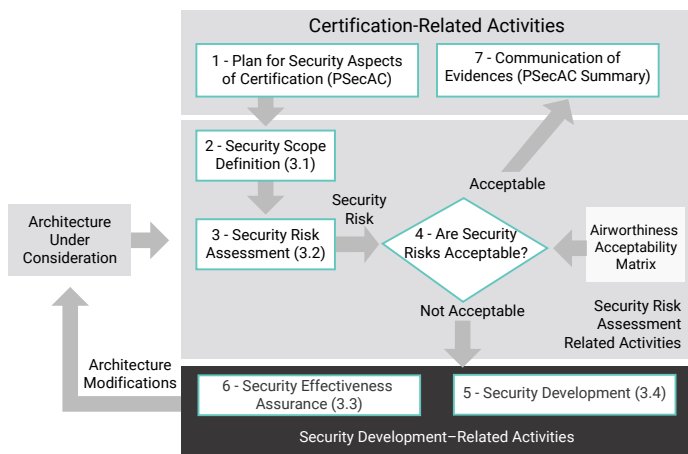 Certification-Related Activities
1 - Plan for Security Aspects
of Certification (PSecAC)
7 - Communication of
Evidences (PSecAC Summary)
2 - Security Scope
Definition (3.1)
Acceptable
Security
Risk
Architecture
Under
Consideration
3 - Security Risk
Assessment (3.2)
4 - Are Security
Risks Acceptable?
Airworthiness
Acceptability
Matrix
Not Acceptable
Security Risk
Assessment
Related Activities
Architecture
Modifications
6 - Security Effectiveness
Assurance (3.3)
5 - Security Development (3.4)
Security Development–Related Activities